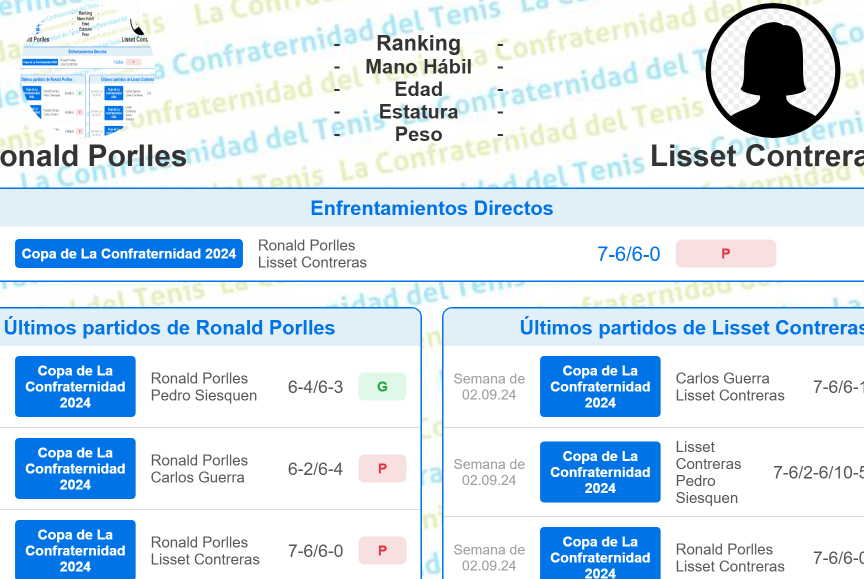 - Ranking -
- Mano Hábil -
- Edad -
- Estatura -
- Peso -
onald Porlles
Lisset Contrera
Enfrentamientos Directos
Copa de La Confraternidad 2024
Ronald Porlles
Lisset Contreras
7-6/6-0
P
Últimos partidos de Ronald Porlles
Copa de La
Confraternidad
2024
Ronald Porlles
Pedro Siesquen
6-4/6-3
G
Copa de La
Confraternidad
2024
Ronald Porlles
Carlos Guerra
6-2/6-4
P
Copa de La
Confraternidad
2024
Ronald Porlles
Lisset Contreras
7-6/6-0
P
Últimos partidos de Lisset Contreras
Semana de
02.09.24
Copa de La
Confraternidad
2024
Carlos Guerra
Lisset Contreras
7-6/6-1
Semana de
02.09.24
Copa de La
Confraternidad
2024
Lisset
Contreras
Pedro
Siesquen
7-6/2-6/10-5
Semana de
02.09.24
Copa de La
Confraternidad
2024
Ronald Porlles
Lisset Contreras
7-6/6-0